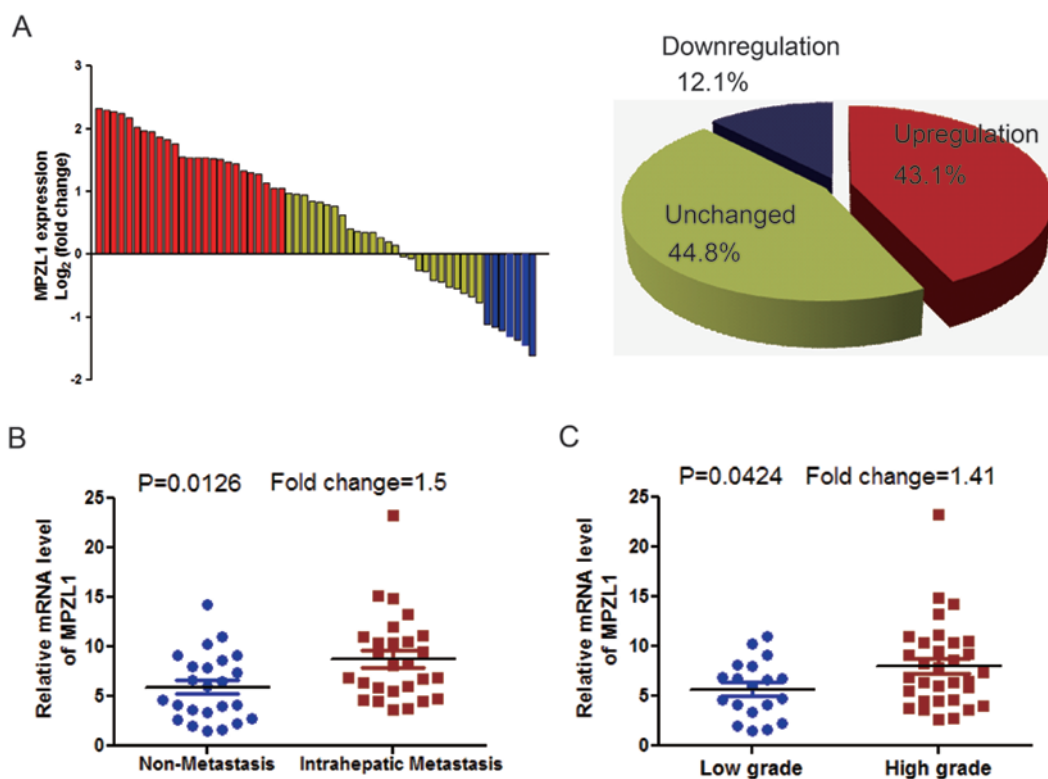 A
MPZL1 expression
Log2 (fold change)
3
2
1
0
-1
-2
Downregulation
12.1%
Upregulation
43.1%
Unchanged
44.8%
B
P=0.0126 Fold change=1.5
Relative mRNA level
of MPZL1
25
20
15
10
5
0
Non-Metastasis Intrahepatic Metastasis
C
P=0.0424 Fold change=1.41
Relative mRNA level
of MPZL1
25
20
15
10
5
0
Low grade High grade